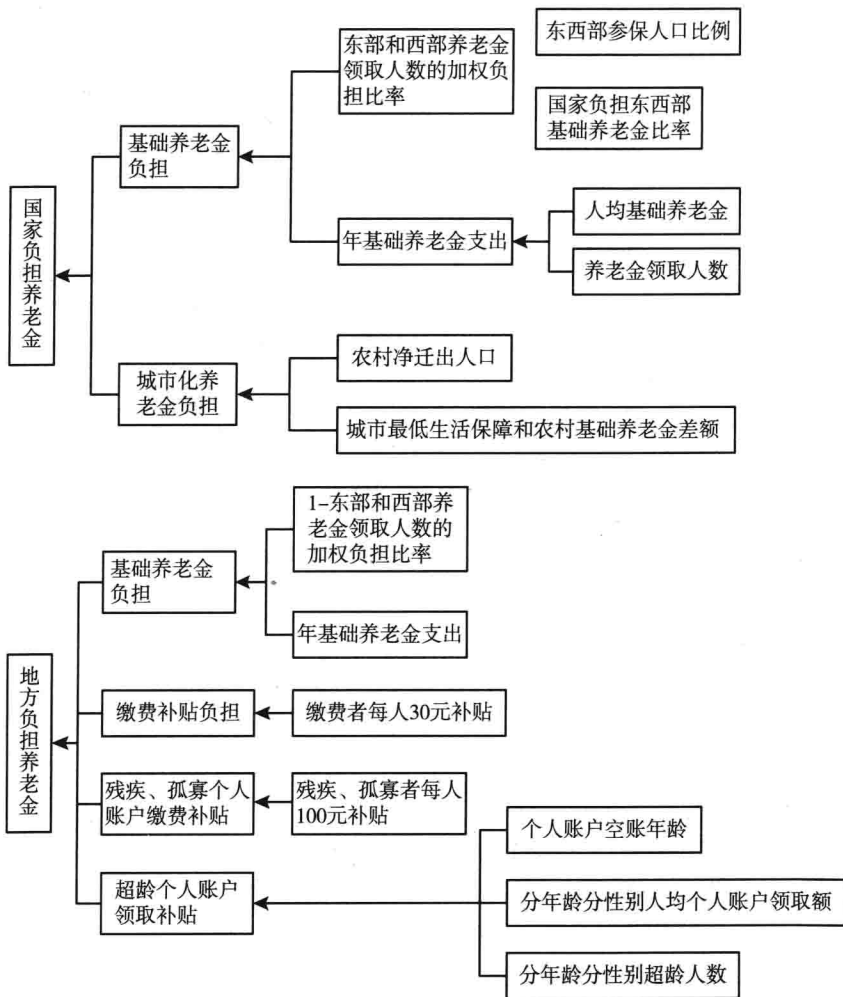 国家负担养老金
基础养老金
负担
东部和西部养老金
领取人数的加权负
担比率
东西部参保人口比例
国家负担东西部
基础养老金比率
年基础养老金支出
人均基础养老金
养老金领取人数
城市化养
老金负担
农村净迁出人口
城市最低生活保障和农村基础养老金差额
地方负担养老金
基础养老金
负担
1-东部和西部养
老金领取人数的
加权负担比率
年基础养老金支出
缴费补贴负担
缴费者每人30元补贴
残疾、孤寡个人
账户缴费补贴
残疾、孤寡者每人
100元补贴
超龄个人账户
领取补贴
个人账户空账年龄
分年龄分性别人均个人账户领取额
分年龄分性别超龄人数